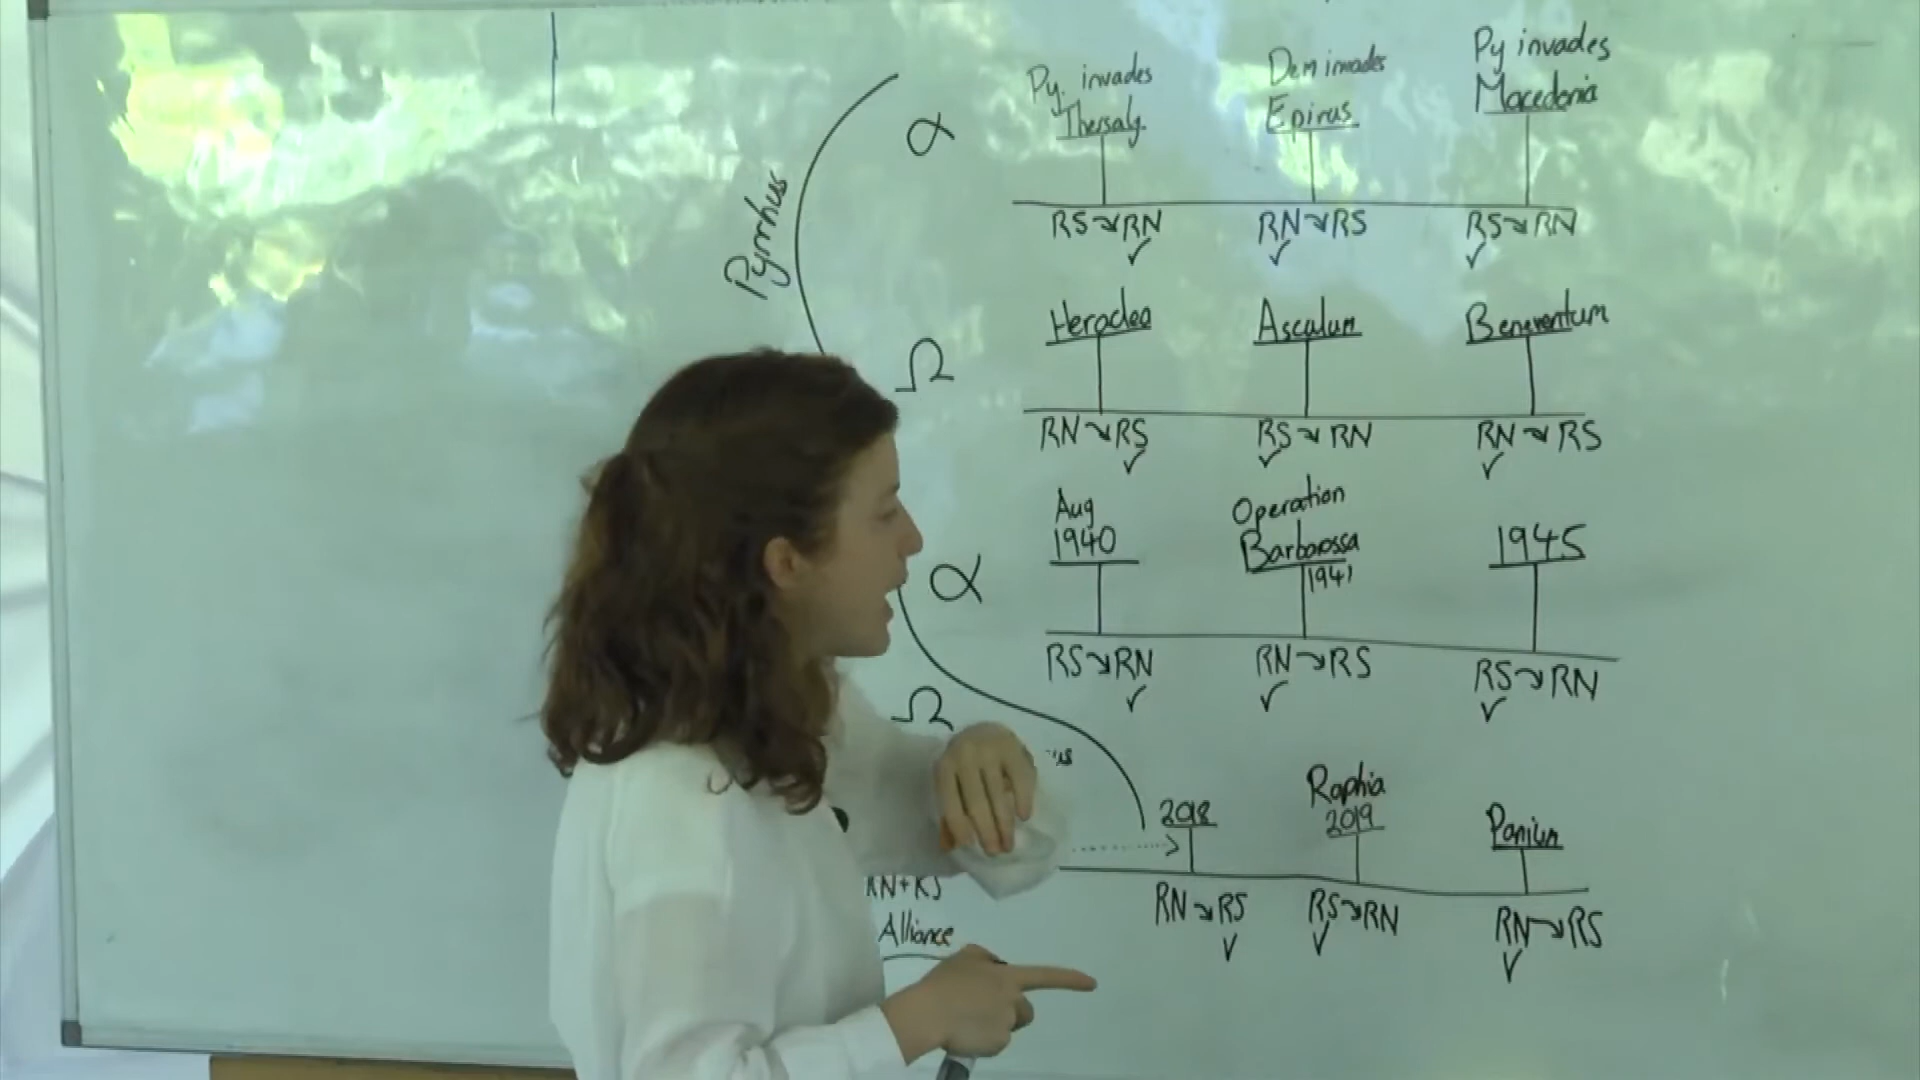 Pyrrhus
α
Py. invades
Thersaly.
Dem invades
Epirus
Py invades
Macedonia
RS RN
✓
RN RS
✓
RS RN
✓
Ω
Heraclea
Asculum
Beneventum
RN RS
✓
RS RN
✓
RN RS
✓
α
Aug
1940
Operation
Barbarossa
1941
1945
RS RN
✓
RN RS
✓
RS RN
✓
Ω
2018
Raphia
2019
Panium
RN RS
✓
RS RN
✓
RN RS
✓
RN+KS
Alliance